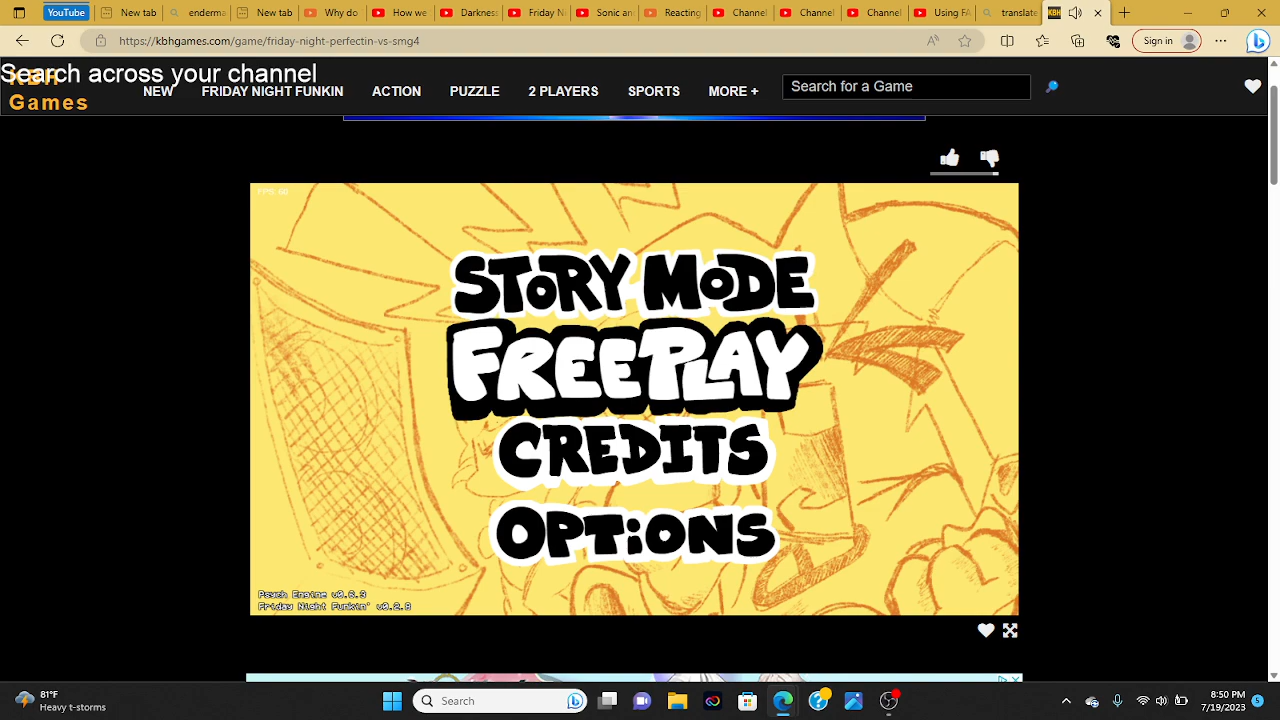 YouTube
New tab
enderma
New tab
Why do
How we
Darknes
Friday N
Sonic an
Reacting
Channel
Channel
Channel
Using FA
translate
KBH
https://kbhgames.com/game/friday-night-perfectin-vs-smg4
Sign in
Search across your channel
KBH
Games
NEW
FRIDAY NIGHT FUNKIN
ACTION
PUZZLE
2 PLAYERS
SPORTS
MORE +
Search for a Game
FPS 60
STORY MODE
FREEPLAY
CREDITS
OPTiONS
Psych Engine v0.6.3
Friday Night Funkin' v0.2.8
81°F
Heavy t-storms
Search
8:50 PM
7/19/2023
5